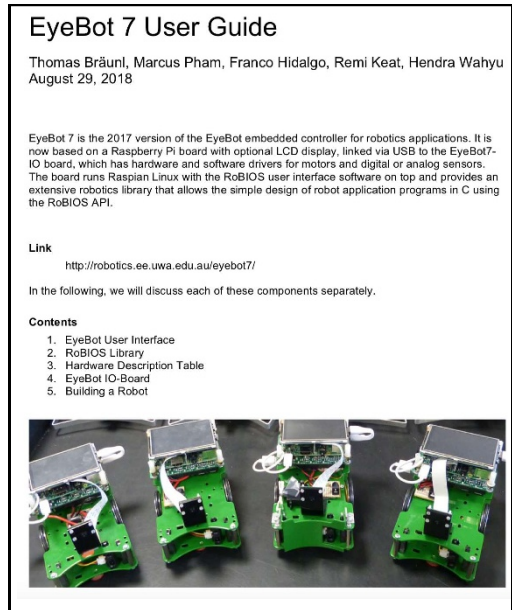 EyeBot 7 User Guide
Thomas Bräunl, Marcus Pham, Franco Hidalgo, Remi Keat, Hendra Wahyu
August 29, 2018
EyeBot 7 is the 2017 version of the EyeBot embedded controller for robotics applications. It is
now based on a Raspberry Pi board with optional LCD display, linked via USB to the EyeBot7-
IO board, which has hardware and software drivers for motors and digital or analog sensors.
The board runs Raspian Linux with the RoBIOS user interface software on top and provides an
extensive robotics library that allows the simple design of robot application programs in C using
the RoBIOS API.
Link
http://robotics.ee.uwa.edu.au/eyebot7/
In the following, we will discuss each of these components separately.
Contents
1. EyeBot User Interface
2. RoBIOS Library
3. Hardware Description Table
4. EyeBot IO-Board
5. Building a Robot